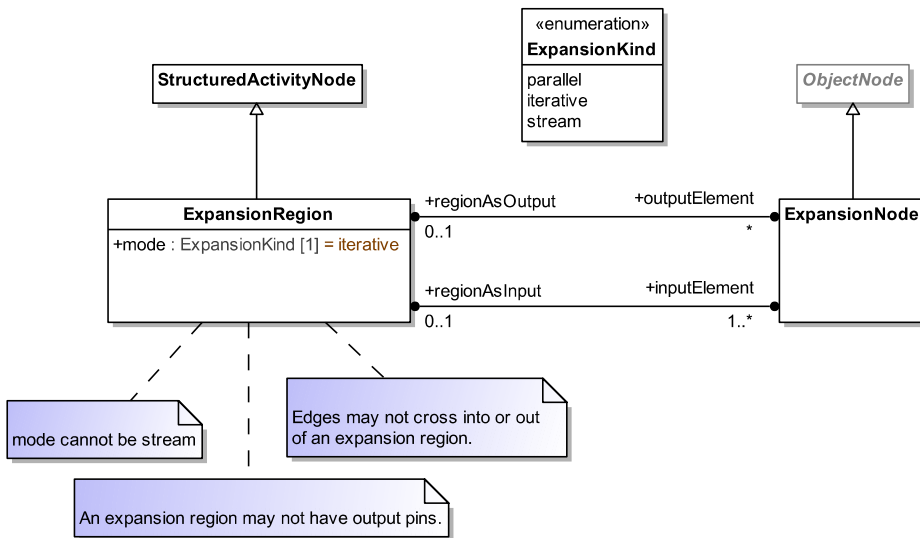 «enumeration»
ExpansionKind
parallel
iterative
stream
StructuredActivityNode
ObjectNode
ExpansionRegion
+mode : ExpansionKind [1] = iterative
+regionAsOutput
0..1
+outputElement
*
ExpansionNode
+regionAsInput
0..1
+inputElement
1..*
mode cannot be stream
Edges may not cross into or out
of an expansion region.
An expansion region may not have output pins.